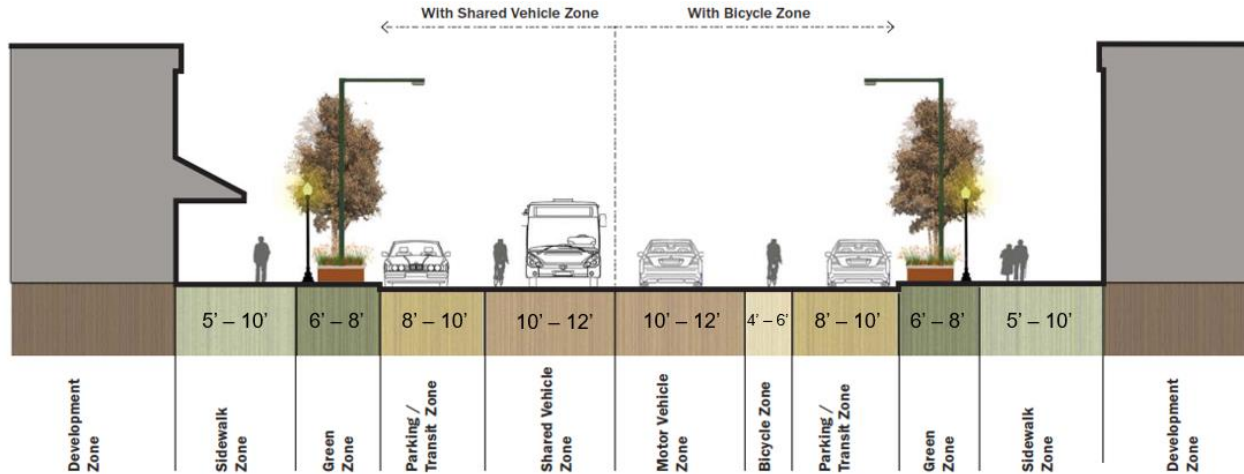 With Shared Vehicle Zone
With Bicycle Zone
5’ – 10’
6’ – 8’
8’ – 10’
10’ – 12’
10’ – 12’
4’ – 6’
8’ – 10’
6’ – 8’
5’ – 10’
Development
Zone
Sidewalk
Zone
Green
Zone
Parking /
Transit Zone
Shared Vehicle
Zone
Motor Vehicle
Zone
Bicycle Zone
Parking /
Transit Zone
Green
Zone
Sidewalk
Zone
Development
Zone